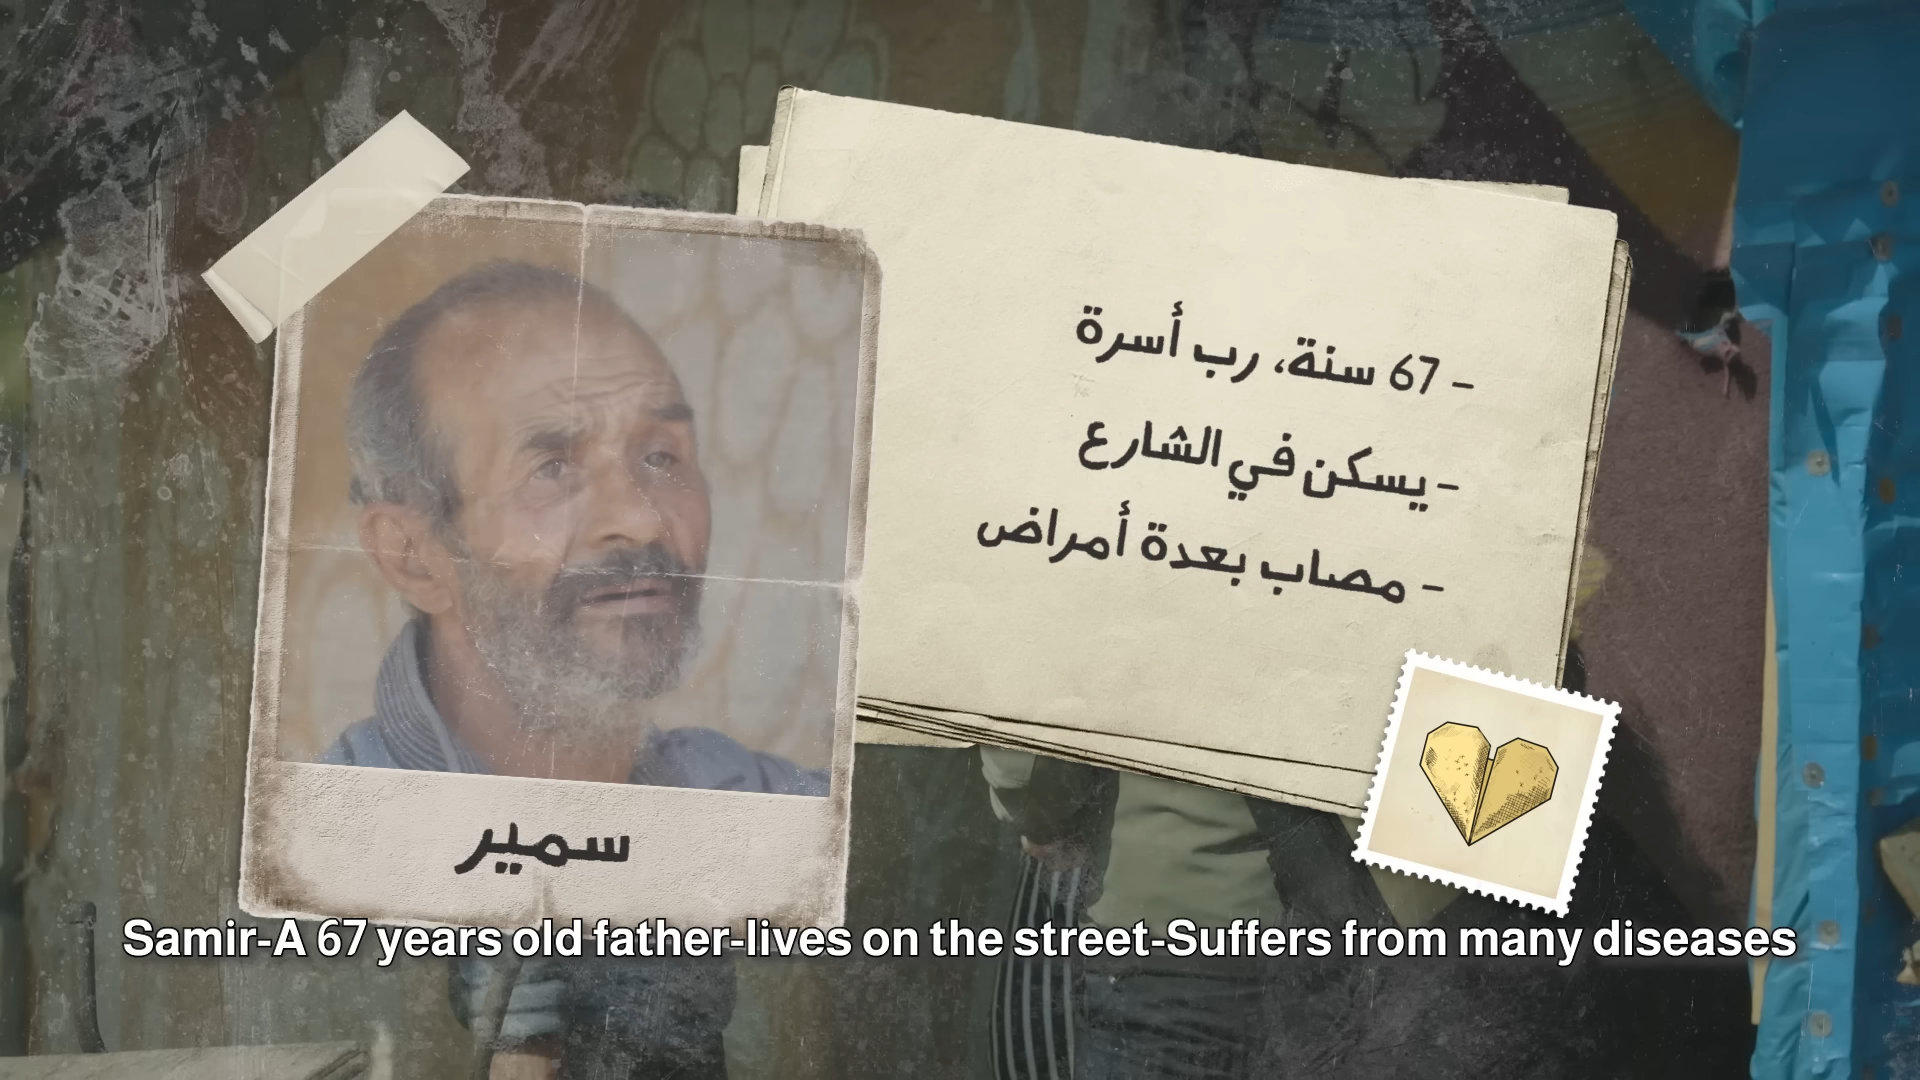 - 67 سنة، رب أسرة
- يسكن في الشارع
- مصاب بعدة أمراض
سمير
Samir-A 67 years old father-lives on the street-Suffers from many diseases